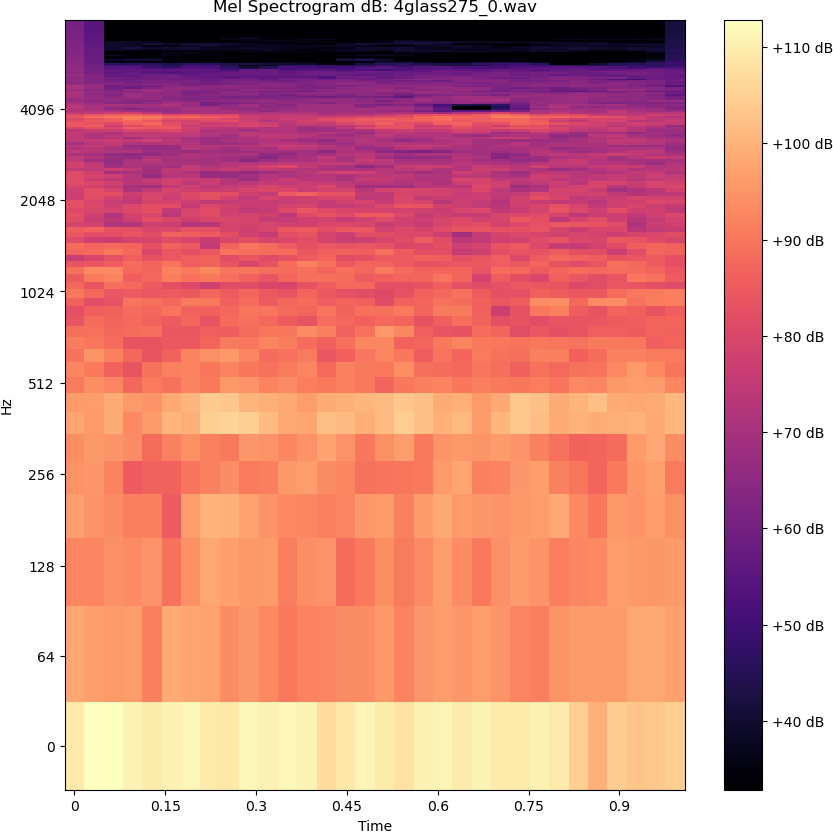 Mel Spectrogram dB: 4glass275_0.wav
+110 dB
4096
+100 dB
2048
+90 dB
1024
+80 dB
512
Hz
+70 dB
256
+60 dB
128
+50 dB
64
+40 dB
0
0 0.15 0.3 0.45 0.6 0.75 0.9
Time